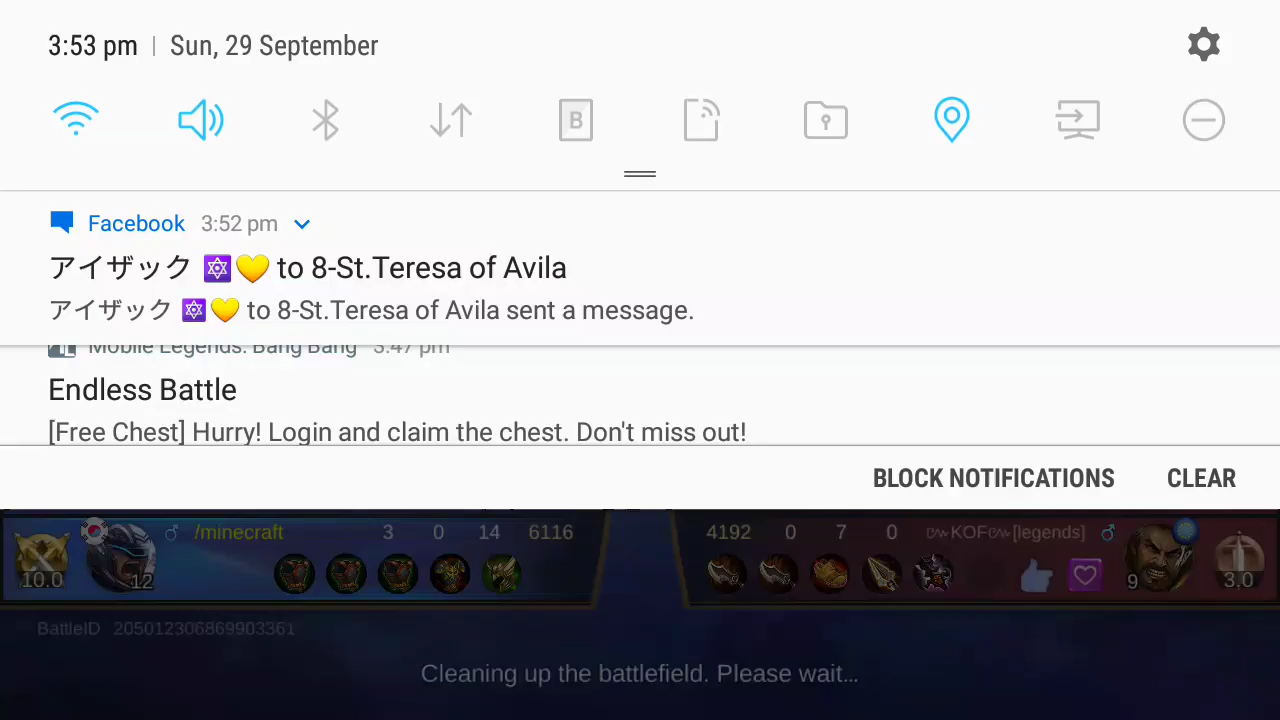 3:53 pm | Sun, 29 September
B
Facebook 3:52 pm
アイザック 🔯💛 to 8-St.Teresa of Avila
アイザック 🔯💛 to 8-St.Teresa of Avila sent a message.
Mobile Legends: Bang Bang 3:47 pm
Endless Battle
[Free Chest] Hurry! Login and claim the chest. Don't miss out!
BLOCK NOTIFICATIONS CLEAR
/minecraft 3 0 14 6116 4192 0 7 0 KOF [legends]
10.0 12 9 3.0
BattleID 205012306869903361
Cleaning up the battlefield. Please wait...